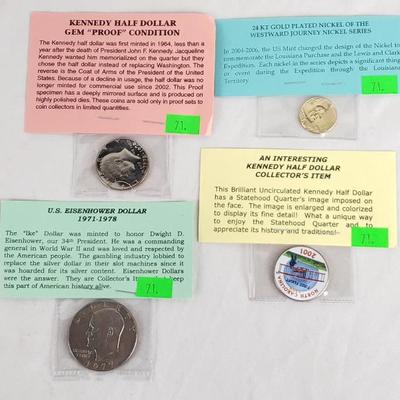 KENNEDY HALF DOLLAR
GEM "PROOF" CONDITION
The Kennedy half dollar was first minted in 1964, less than a
year after the death of President John F. Kennedy. Jacqueline
Kennedy wanted him memorialized on the quarter but they
chose the half dollar instead of replacing Washington. The
reverse is the Coat of Arms of the President of the United
States. Because of a decline in usage, the half dollar was no
longer minted for commercial use since 2002. This Proof
specimen has a deeply mirrored surface and is produced on
highly polished dies. These coins are sold only in proof sets to
coin collectors in limited quantities.
71.
24 KT GOLD PLATED NICKEL OF THE
WESTWARD JOURNEY NICKEL SERIES
In 2004-2006, the US Mint changed the design of the Nickel to
commemorate the Louisiana Purchase and the Lewis and Clark
Expedition. Each nickel in the series depicts a significant thing
or event during the Expedition through the Louisiana
Territory.
71.
AN INTERESTING
KENNEDY HALF DOLLAR
COLLECTOR'S ITEM
This Brilliant Uncirculated Kennedy Half Dollar
has a Statehood Quarter's image imposed on
the face. The image is enlarged and colorized
to display its fine detail! What a unique way
to enjoy the Statehood Quarter and to
appreciate its history and traditions!
71.
NORTH CAROLINA
2001
U.S. EISENHOWER DOLLAR
1971-1978
The "Ike" Dollar was minted to honor Dwight D.
Eisenhower, our 34th President. He was a commanding
general in World War II and was loved and respected by
the American people. The gambling industry lobbied to
replace the silver dollar in their slot machines since it
was hoarded for its silver content. Eisenhower Dollars
were the answer. They are Collector's Items that keep
this part of American history alive.
71.
1977